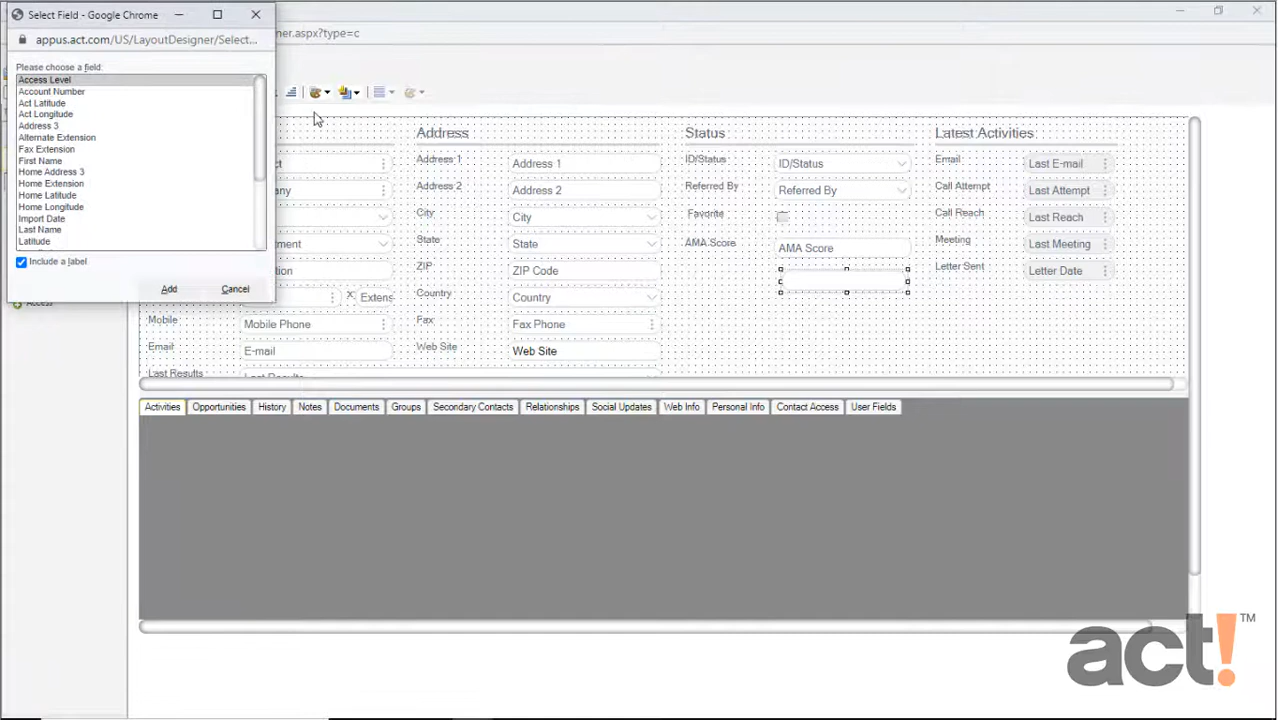 Select Field - Google Chrome
appus.act.com/US/LayoutDesigner/Select...
ner.aspx?type=c
Please choose a field:
Access Level
Account Number
Act Latitude
Act Longitude
Address 3
Alternate Extension
Fax Extension
First Name
Home Address 3
Home Extension
Home Latitude
Home Longitude
Import Date
Last Name
Latitude
Include a label
Add Cancel
Access
Address Status Latest Activities
Address 1 Address 1 ID/Status ID/Status Email Last E-mail
Address 2 Address 2 Referred By Referred By Call Attempt Last Attempt
City City Favorite Call Reach Last Reach
State State AMA Score AMA Score Meeting Last Meeting
ZIP ZIP Code Letter Sent Letter Date
X Extens Country Country
Mobile Mobile Phone Fax Fax Phone
Email E-mail Web Site Web Site
Last Results Last Results
Activities Opportunities History Notes Documents Groups Secondary Contacts Relationships Social Updates Web Info Personal Info Contact Access User Fields
act!™